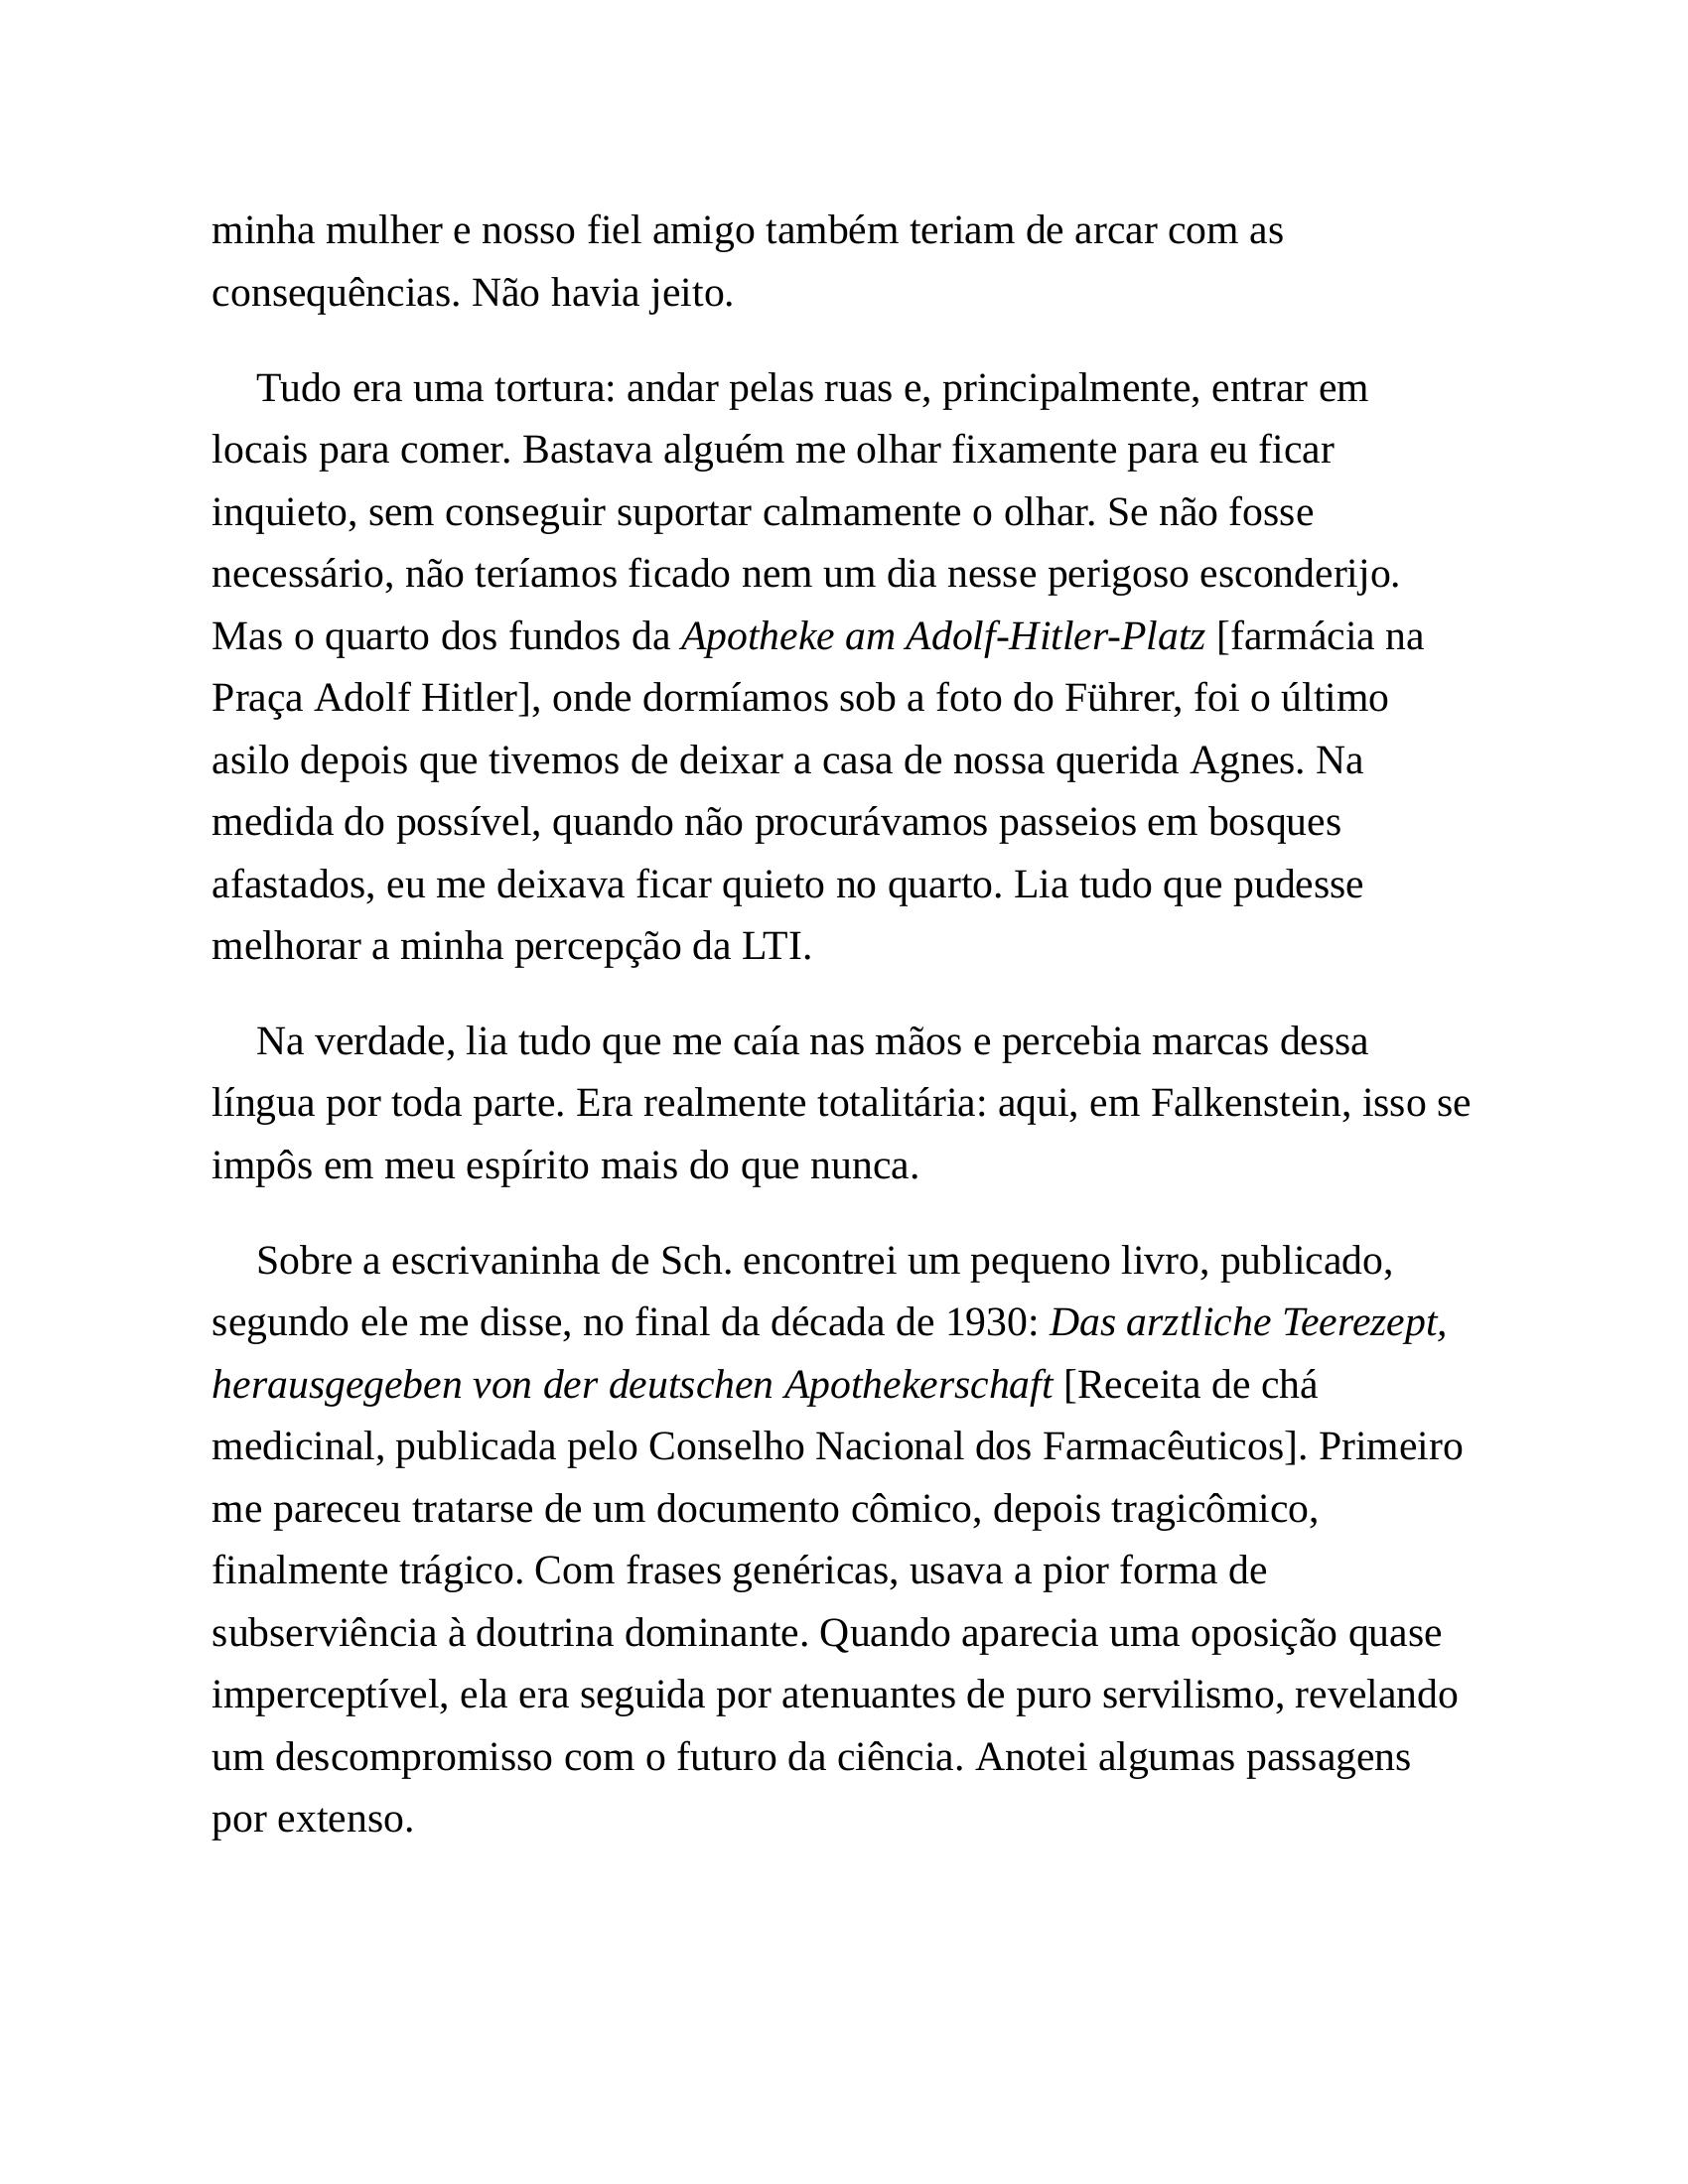 minha mulher e nosso fiel amigo também teriam de arcar com as
consequências. Não havia jeito.
Tudo era uma tortura: andar pelas ruas e, principalmente, entrar em
locais para comer. Bastava alguém me olhar fixamente para eu ficar
inquieto, sem conseguir suportar calmamente o olhar. Se não fosse
necessário, não teríamos ficado nem um dia nesse perigoso esconderijo.
Mas o quarto dos fundos da Apotheke am Adolf-Hitler-Platz [farmácia na
Praça Adolf Hitler], onde dormíamos sob a foto do Führer, foi o último
asilo depois que tivemos de deixar a casa de nossa querida Agnes. Na
medida do possível, quando não procurávamos passeios em bosques
afastados, eu me deixava ficar quieto no quarto. Lia tudo que pudesse
melhorar a minha percepção da LTI.
Na verdade, lia tudo que me caía nas mãos e percebia marcas dessa
língua por toda parte. Era realmente totalitária: aqui, em Falkenstein, isso se
impôs em meu espírito mais do que nunca.
Sobre a escrivaninha de Sch. encontrei um pequeno livro, publicado,
segundo ele me disse, no final da década de 1930: Das arztliche Teerezept,
herausgegeben von der deutschen Apothekerschaft [Receita de chá
medicinal, publicada pelo Conselho Nacional dos Farmacêuticos]. Primeiro
me pareceu tratarse de um documento cômico, depois tragicômico,
finalmente trágico. Com frases genéricas, usava a pior forma de
subserviência à doutrina dominante. Quando aparecia uma oposição quase
imperceptível, ela era seguida por atenuantes de puro servilismo, revelando
um descompromisso com o futuro da ciência. Anotei algumas passagens
por extenso.